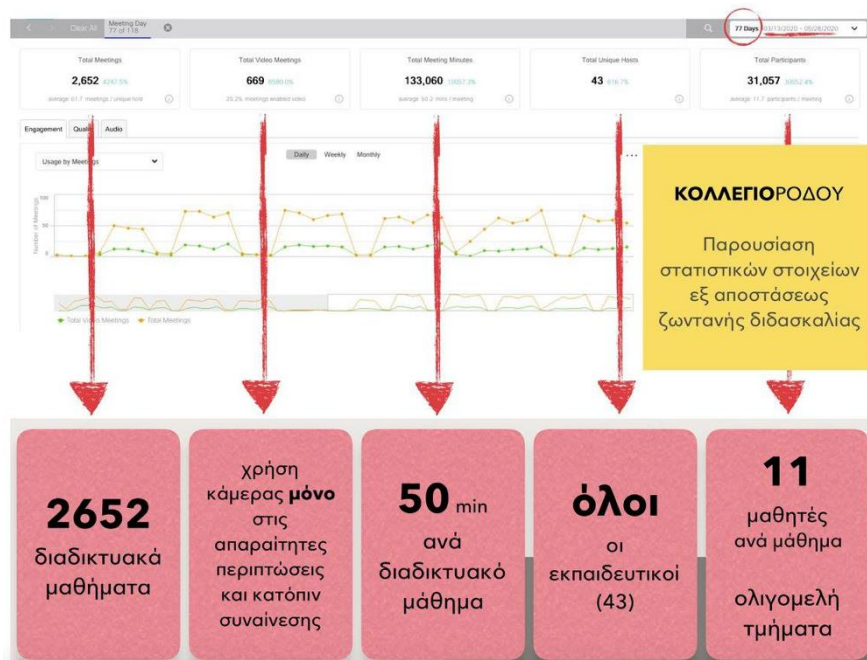 Clear All
Meeting Day
77 of 118
77 Days 03/13/2020 - 05/28/2020
Total Meetings
2,652
average 61.7 meetings / unique host
Total Video Meetings
669
25.2% meetings enabled video
Total Meeting Minutes
133,060
average 50.2 mins / meeting
Total Unique Hosts
43
Total Participants
31,057
average 11.7 participants / meeting
Engagement Quality Audio
Usage by Meetings
Daily Weekly Monthly
Number of Meetings
100
50
0
Total Video Meetings Total Meetings
ΚΟΛΛΕΓΙΟΡΟΔΟΥ
Παρουσίαση
στατιστικών στοιχείων
εξ αποστάσεως
ζωντανής διδασκαλίας
2652
διαδικτυακά
μαθήματα
χρήση
κάμερας μόνο
στις
απαραίτητες
περιπτώσεις
και κατόπιν
συναίνεσης
50 min
ανά
διαδικτυακό
μάθημα
όλοι
οι
εκπαιδευτικοί
(43)
11
μαθητές
ανά μάθημα
ολιγομελή
τμήματα